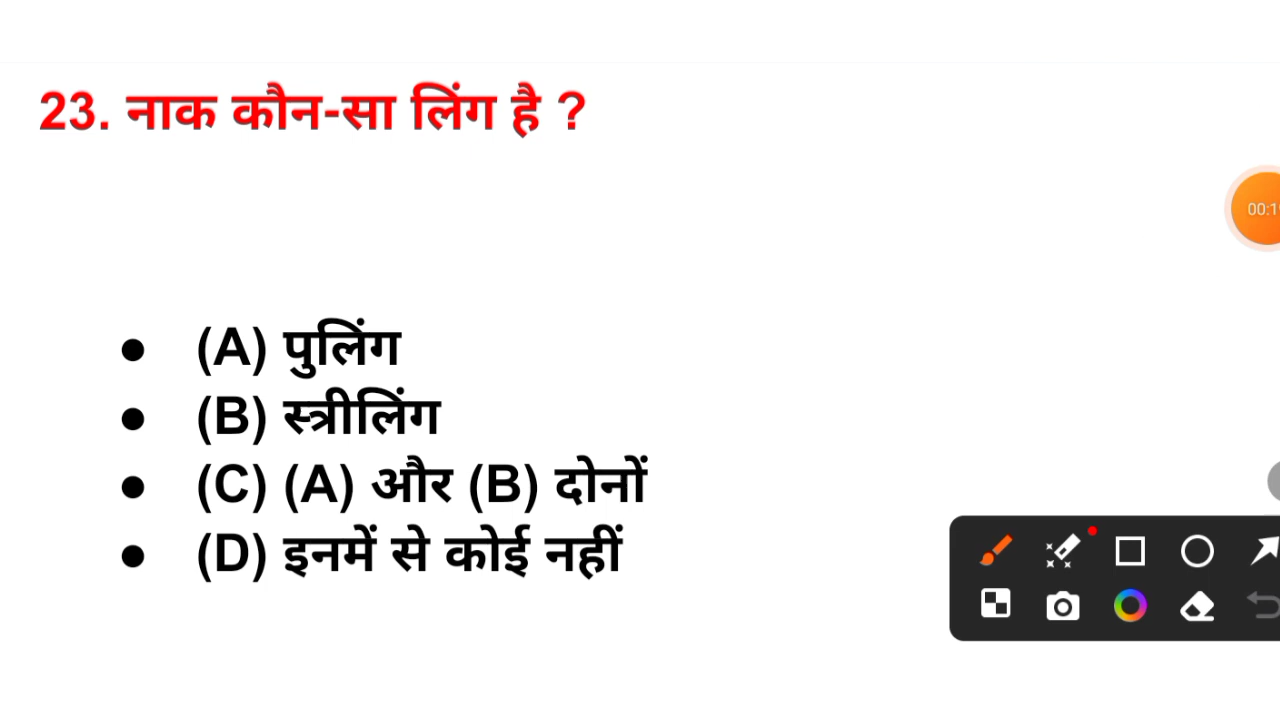 23. नाक कौन-सा लिंग है ?
● (A) पुलिंग
● (B) स्त्रीलिंग
● (C) (A) और (B) दोनों
● (D) इनमें से कोई नहीं